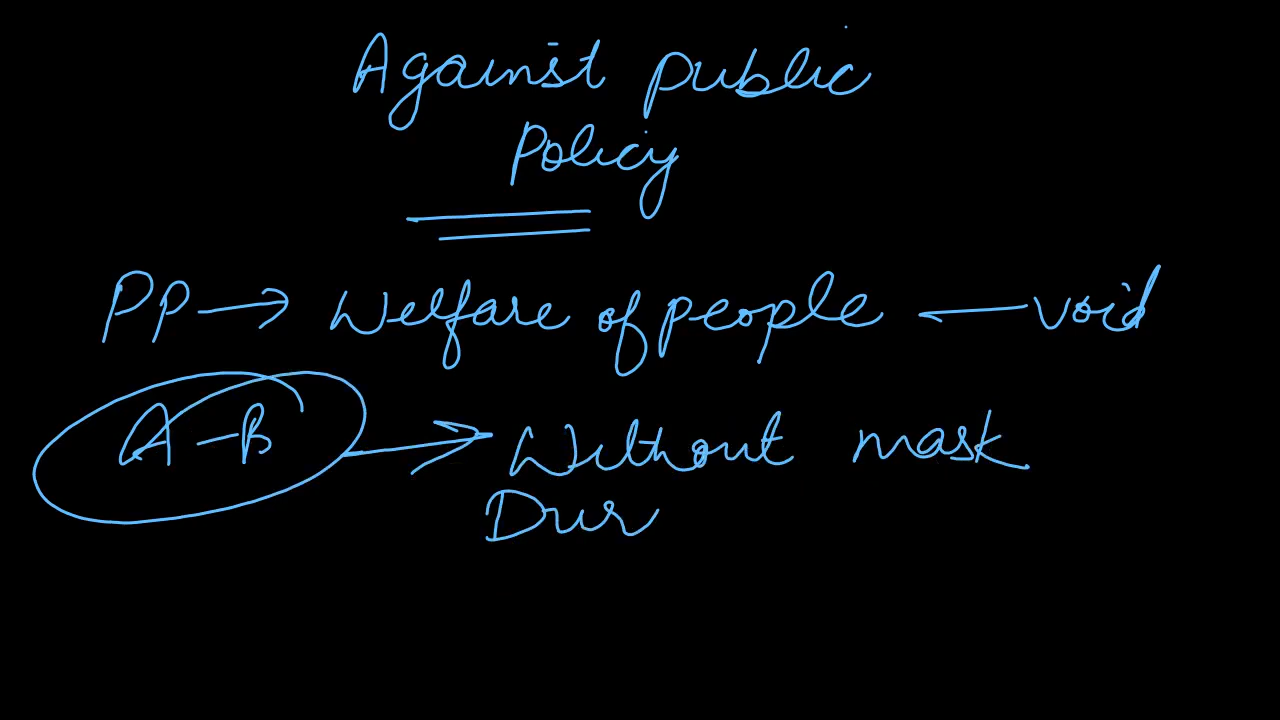 Against public
policy
PP → Welfare of people ← void
A - B → Without mask
Dur